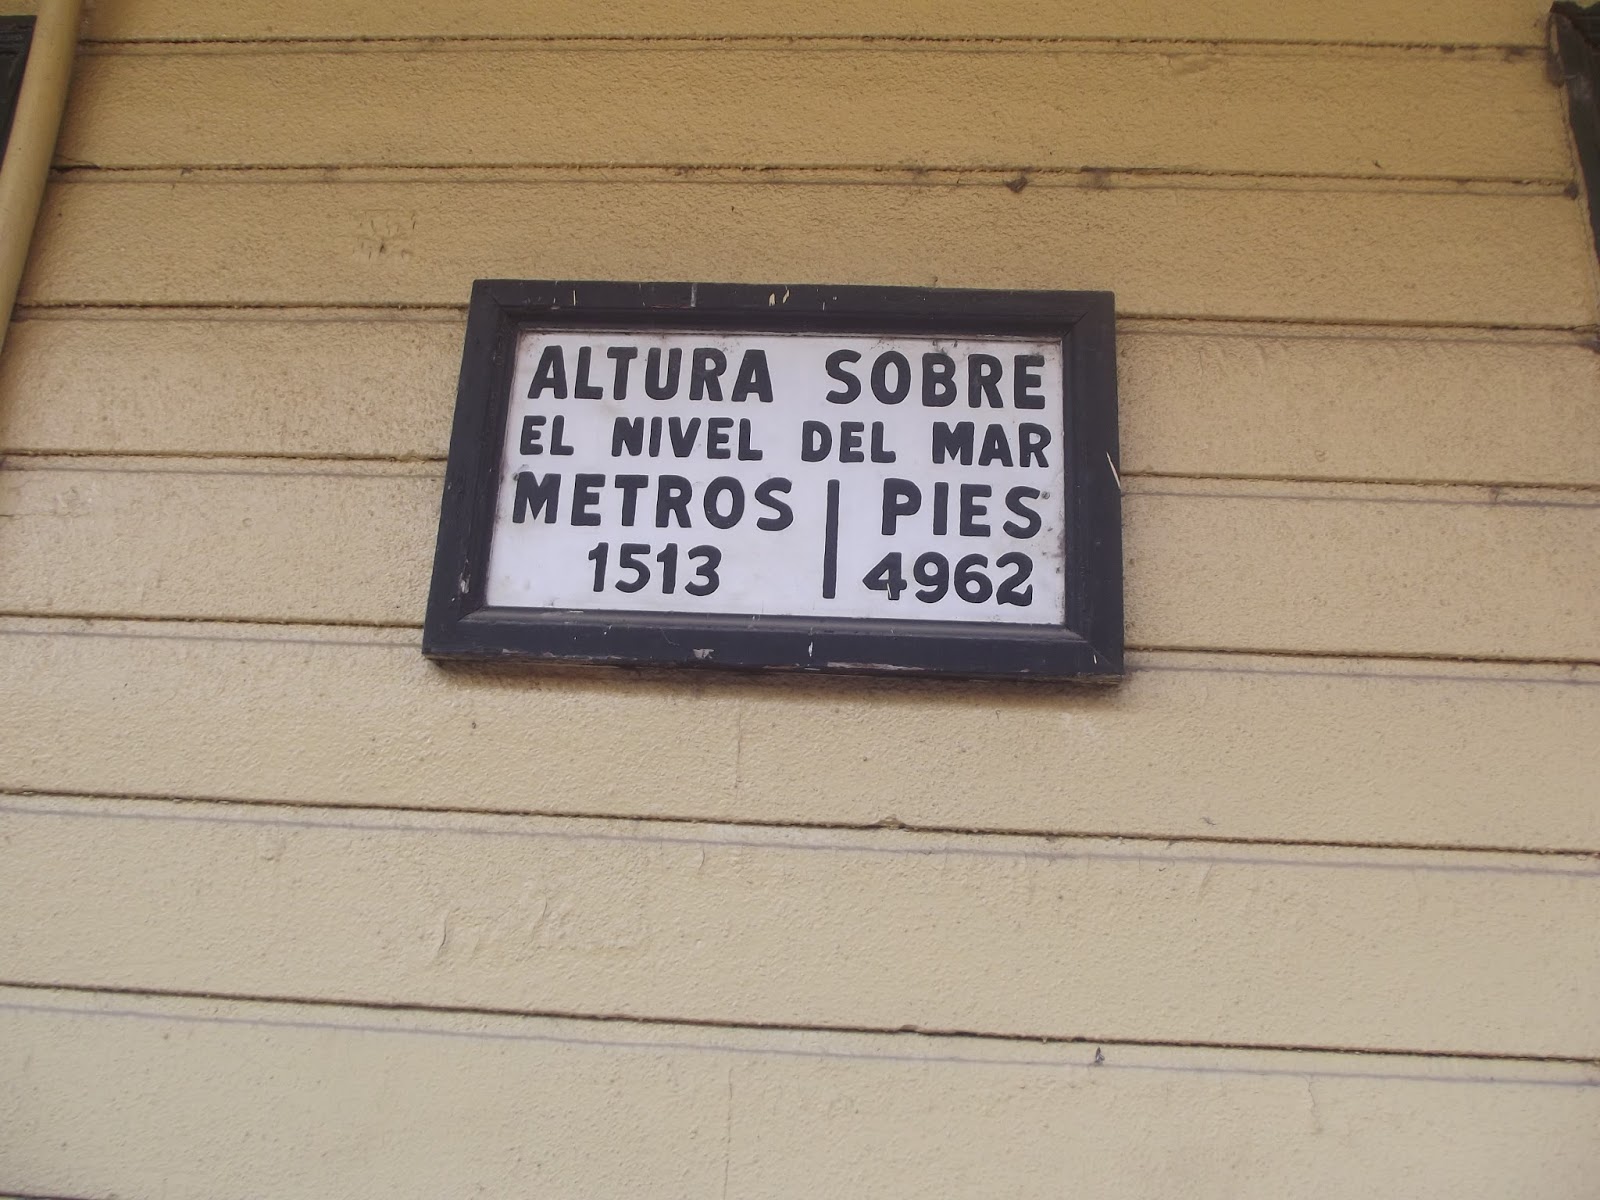 ALTURA SOBRE
EL NIVEL DEL MAR
METROS | PIES
1513 | 4962